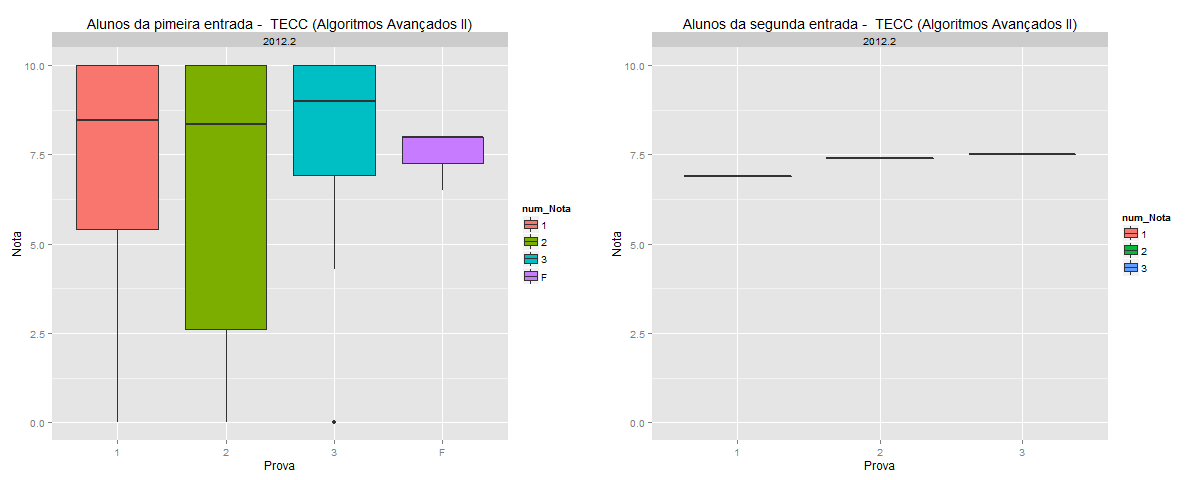 Alunos da pimeira entrada - TECC (Algoritmos Avançados II)
2012.2
10.0
7.5
5.0
2.5
0.0
Nota
1
2
3
F
Prova
num_Nota
1
2
3
F
Alunos da segunda entrada - TECC (Algoritmos Avançados II)
2012.2
10.0
7.5
5.0
2.5
0.0
Nota
1
2
3
Prova
num_Nota
1
2
3